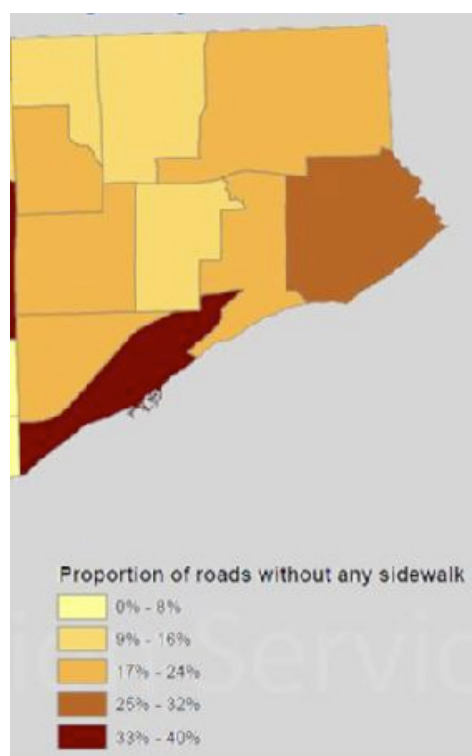 Proportion of roads without any sidewalk
0% - 8%
9% - 16%
17% - 24%
25% - 32%
33% - 40%